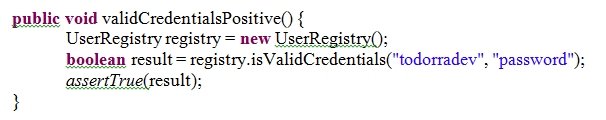 public void validCredentialsPositive() {
UserRegistry registry = new UserRegistry();
boolean result = registry.isValidCredentials("todorradev", "password");
assertTrue(result);
}